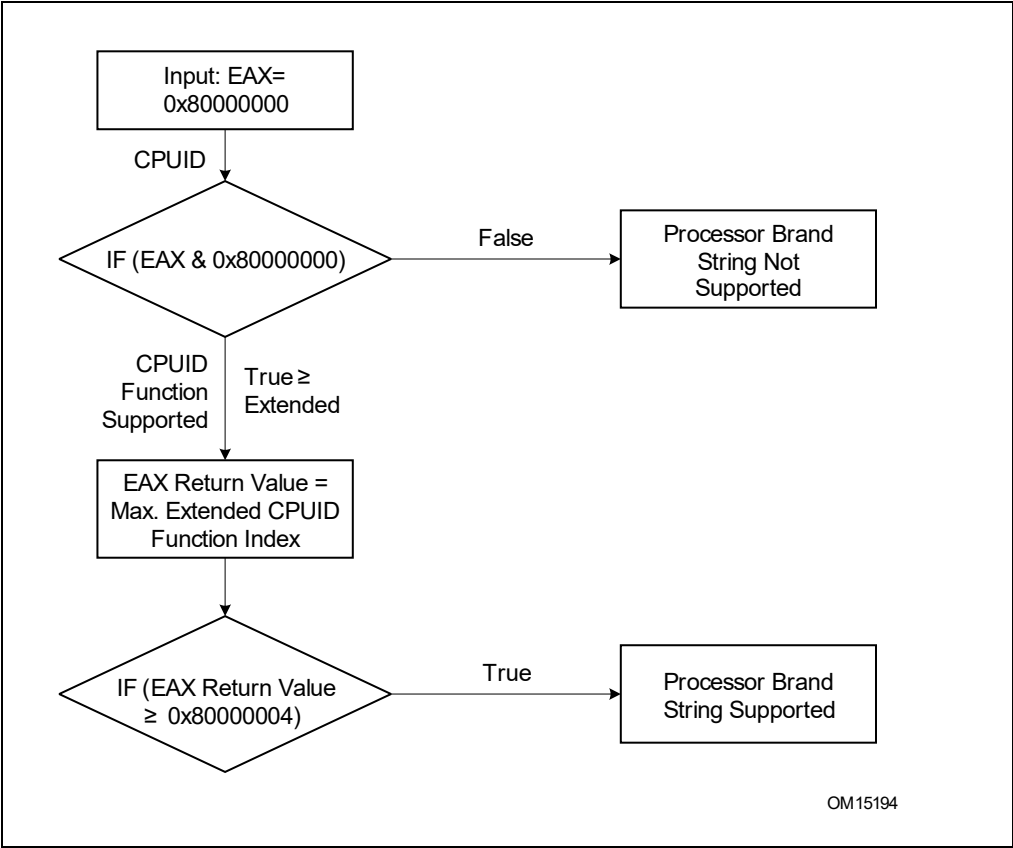 Input: EAX=
0x80000000
CPUID
IF (EAX & 0x80000000)
False
Processor Brand
String Not
Supported
CPUID
Function
Supported
True ≥
Extended
EAX Return Value =
Max. Extended CPUID
Function Index
IF (EAX Return Value
≥ 0x80000004)
True
Processor Brand
String Supported
OM15194